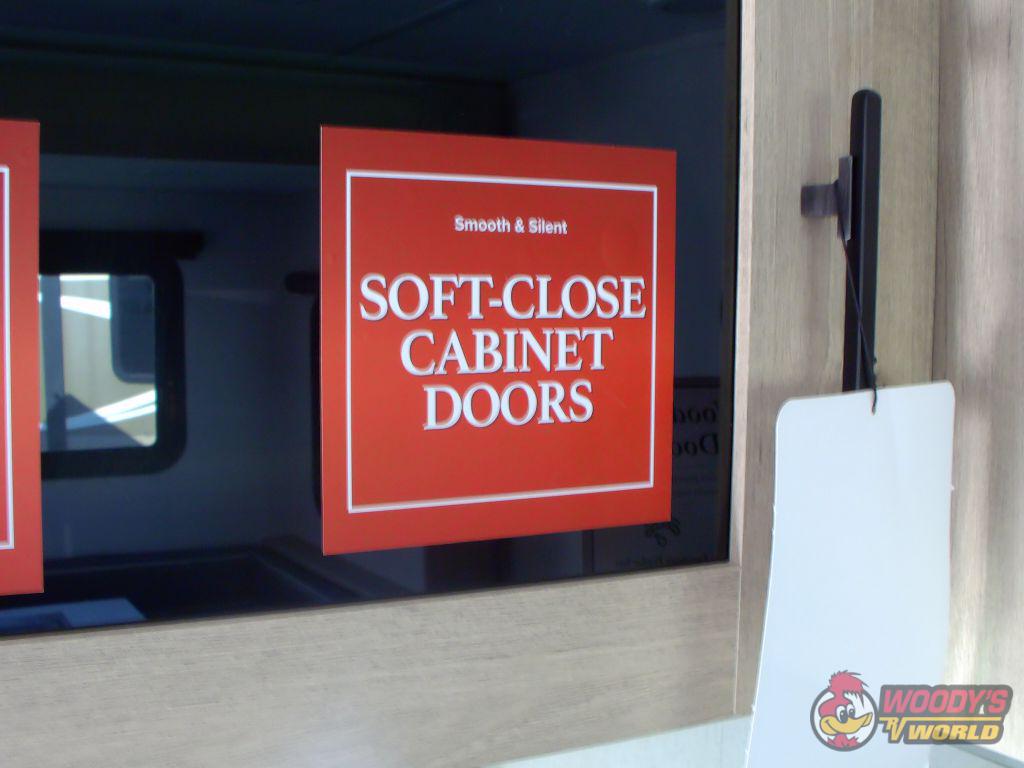 Smooth & Silent
SOFT-CLOSE
CABINET
DOORS
WOODY'S
RV WORLD